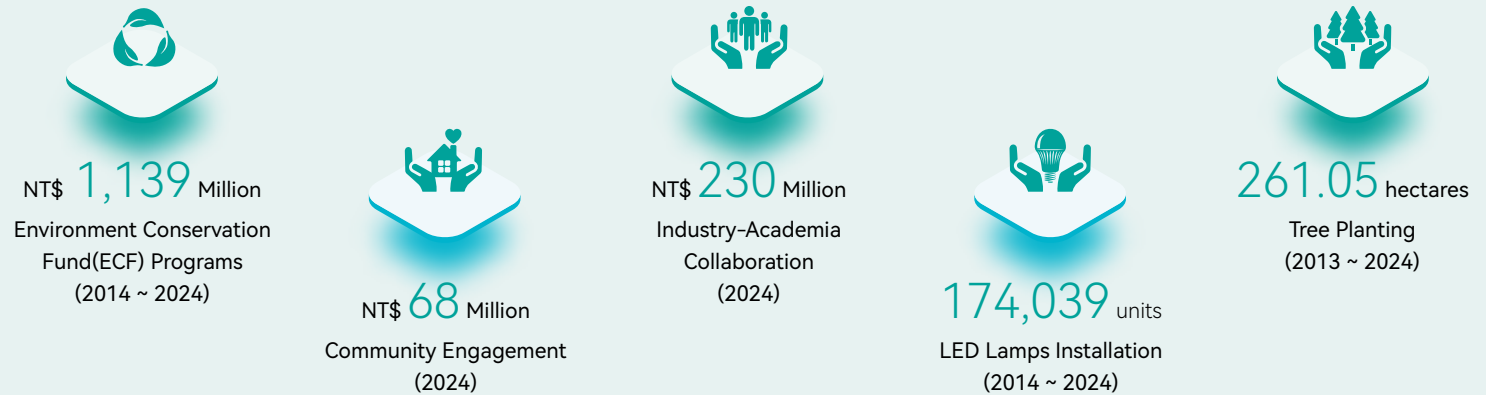 NT$ 1,139 Million
Environment Conservation
Fund(ECF) Programs
(2014 ~ 2024)
NT$ 68 Million
Community Engagement
(2024)
NT$ 230 Million
Industry-Academia
Collaboration
(2024)
174,039 units
LED Lamps Installation
(2014 ~ 2024)
261.05 hectares
Tree Planting
(2013 ~ 2024)